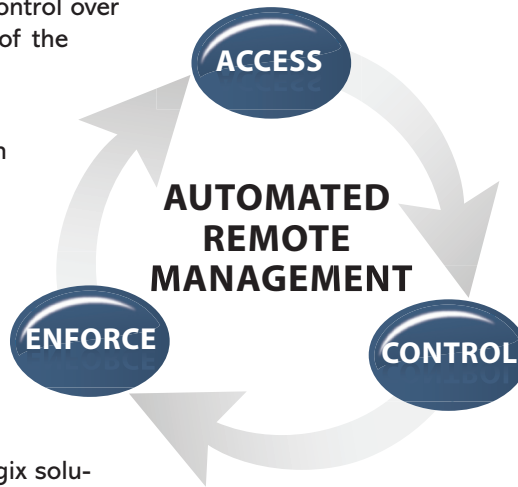 ontrol over
of the
ACCESS
n
AUTOMATED
REMOTE
MANAGEMENT
ENFORCE
CONTROL
gix solu-